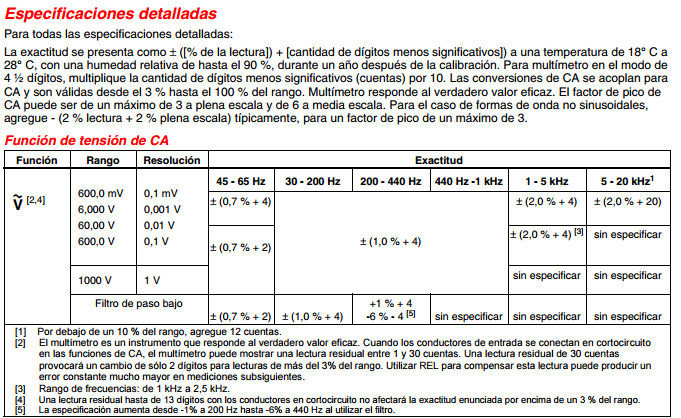 Especificaciones detalladas
Para todas las especificaciones detalladas:
La exactitud se presenta como ± ([% de la lectura]) + [cantidad de dígitos menos significativos]) a una temperatura de 18° C a
28° C, con una humedad relativa de hasta el 90 %, durante un año después de la calibración. Para multímetro en el modo de
4 ½ dígitos, multiplique la cantidad de dígitos menos significativos (cuentas) por 10. Las conversiones de CA se acoplan para
CA y son válidas desde el 3 % hasta el 100 % del rango. Multímetro responde al verdadero valor eficaz. El factor de pico de
CA puede ser de un máximo de 3 a plena escala y de 6 a media escala. Para el caso de formas de onda no sinusoidales,
agregue - (2 % lectura + 2 % plena escala) típicamente, para un factor de pico de un máximo de 3.
Función de tensión de CA
Función Rango Resolución Exactitud
45 - 65 Hz 30 - 200 Hz 200 - 440 Hz 440 Hz -1 kHz 1 - 5 kHz 5 - 20 kHz1
Ṽ [2,4] 600,0 mV 0,1 mV ± (0,7 % + 4) ± (1,0 % + 4) ± (2,0 % + 4) ± (2,0 % + 20)
6,000 V 0,001 V
60,00 V 0,01 V ± (0,7 % + 2) ± (2,0 % + 4) [3] sin especificar
600,0 V 0,1 V
1000 V 1 V sin especificar sin especificar
Filtro de paso bajo ± (0,7 % + 2) ± (1,0 % + 4) +1 % + 4
-6 % - 4 [5] sin especificar sin especificar sin especificar
[1] Por debajo de un 10 % del rango, agregue 12 cuentas.
[2] El multímetro es un instrumento que responde al verdadero valor eficaz. Cuando los conductores de entrada se conectan en cortocircuito
en las funciones de CA, el multímetro puede mostrar una lectura residual entre 1 y 30 cuentas. Una lectura residual de 30 cuentas
provocará un cambio de sólo 2 dígitos para lecturas de más del 3% del rango. Utilizar REL para compensar esta lectura puede producir un
error constante mucho mayor en mediciones subsiguientes.
[3] Rango de frecuencias: de 1 kHz a 2,5 kHz.
[4] Una lectura residual de hasta 13 dígitos con los conductores en cortocircuito no afectará la exactitud enunciada por encima de un 3 % del rango.
[5] La especificación aumenta desde -1% a 200 Hz hasta -6% a 440 Hz al utilizar el filtro.